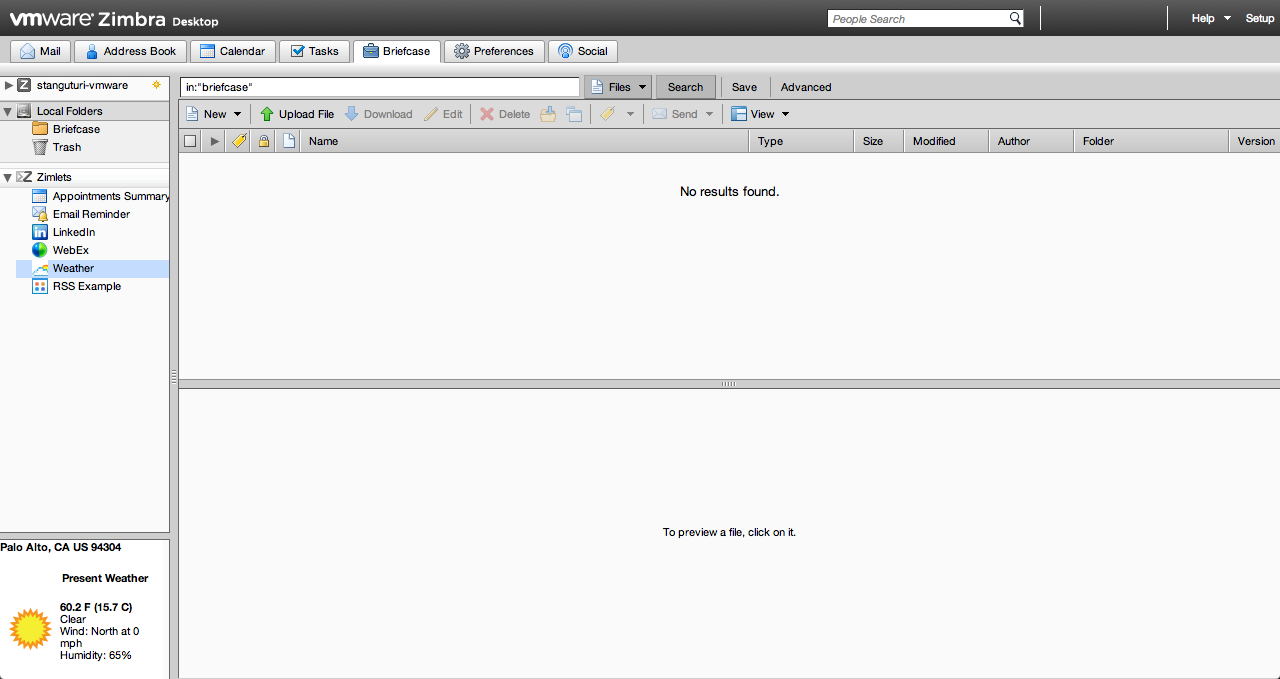 vmware Zimbra Desktop
People Search
Help
Setup
Mail
Address Book
Calendar
Tasks
Briefcase
Preferences
Social
stanguturi-vmware
Local Folders
Briefcase
Trash
Zimlets
Appointments Summary
Email Reminder
LinkedIn
WebEx
Weather
RSS Example
in:"briefcase"
Files
Search
Save
Advanced
New
Upload File
Download
Edit
Delete
Send
View
Name
Type
Size
Modified
Author
Folder
Version
No results found.
To preview a file, click on it.
Palo Alto, CA US 94304
Present Weather
60.2 F (15.7 C)
Clear
Wind: North at 0
mph
Humidity: 65%